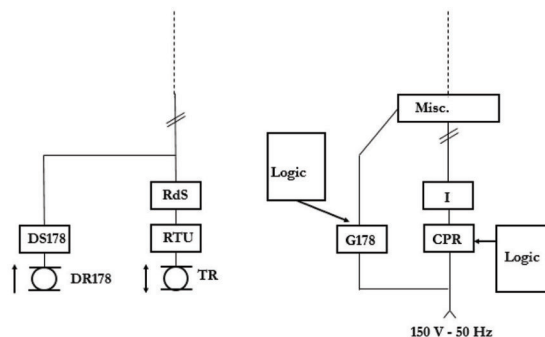 Misc.
Logic
RdS
I
DS178
RTU
G178
CPR
Logic
DR178
TR
150 V - 50 Hz